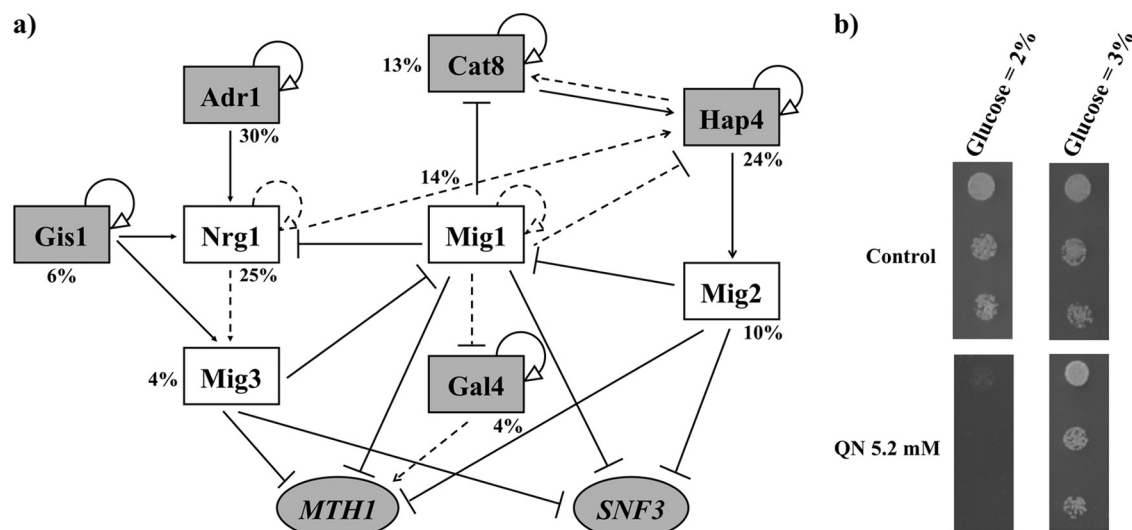 a)
b)
Glucose = 2%
Glucose = 3%
Cat8
13%
Adr1
30%
Hap4
24%
14%
Gis1
6%
Nrg1
25%
Mig1
Mig2
10%
Mig3
4%
Gal4
4%
MTH1
SNF3
Control
QN 5.2 mM